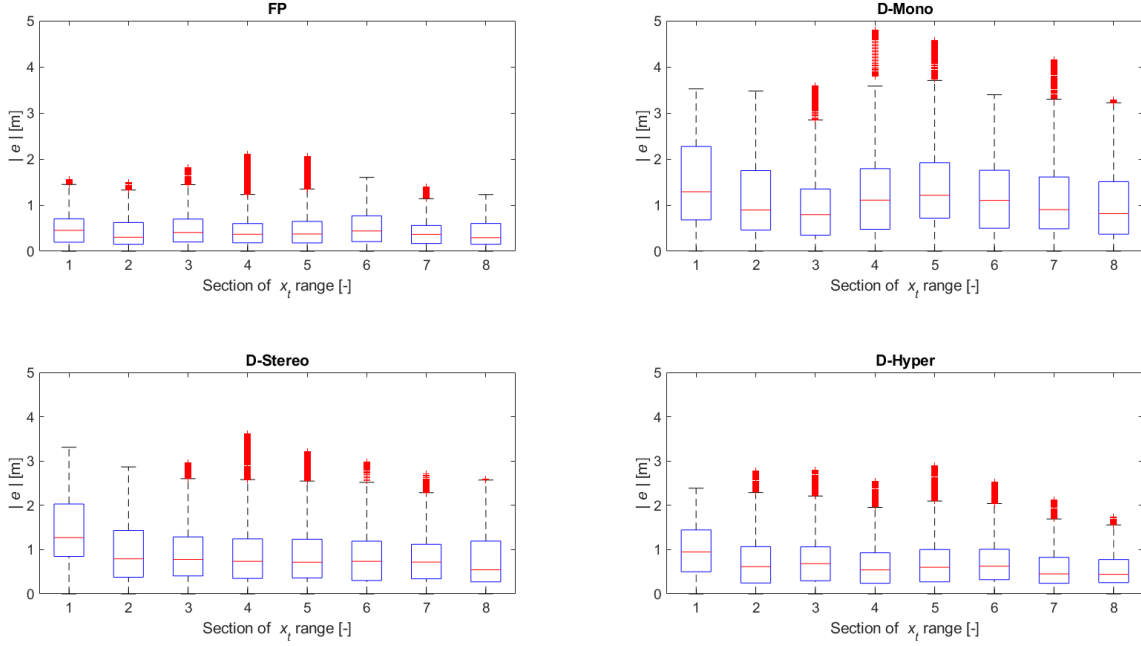 FP
5
4
3
2
1
0
| e | [m]
1 2 3 4 5 6 7 8
Section of x_t range [-]
D-Mono
5
4
3
2
1
0
| e | [m]
1 2 3 4 5 6 7 8
Section of x_t range [-]
D-Stereo
5
4
3
2
1
0
| e | [m]
1 2 3 4 5 6 7 8
Section of x_t range [-]
D-Hyper
5
4
3
2
1
0
| e | [m]
1 2 3 4 5 6 7 8
Section of x_t range [-]